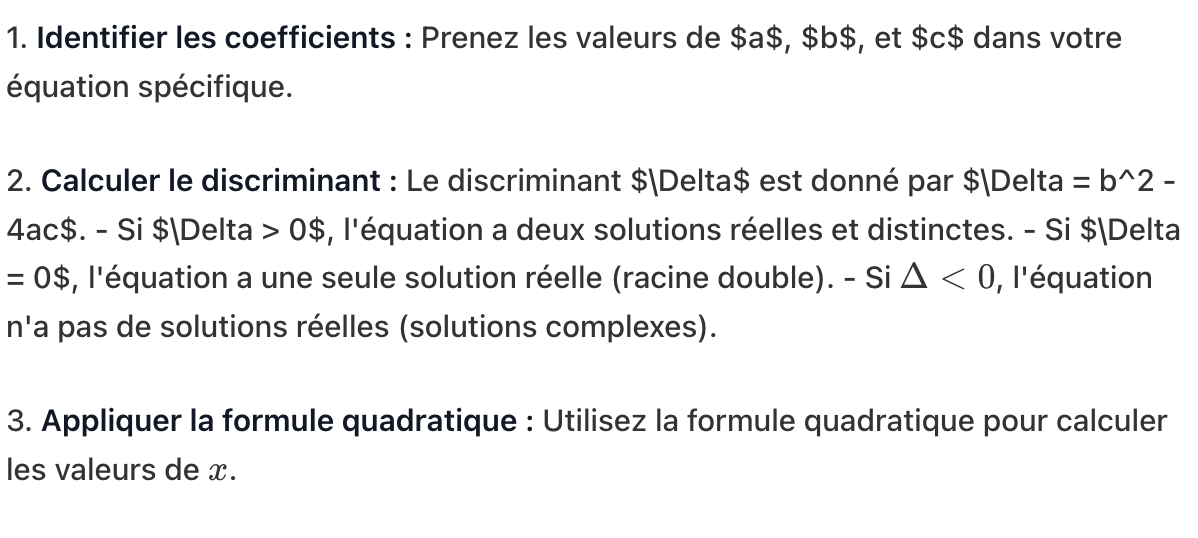 1. Identifier les coefficients : Prenez les valeurs de $a$, $b$, et $c$ dans votre
équation spécifique.
2. Calculer le discriminant : Le discriminant $\Delta$ est donné par $\Delta = b^2 -
4ac$. - Si $\Delta > 0$, l'équation a deux solutions réelles et distinctes. - Si $\Delta
= 0$, l'équation a une seule solution réelle (racine double). - Si Δ < 0, l'équation
n'a pas de solutions réelles (solutions complexes).
3. Appliquer la formule quadratique : Utilisez la formule quadratique pour calculer
les valeurs de x.